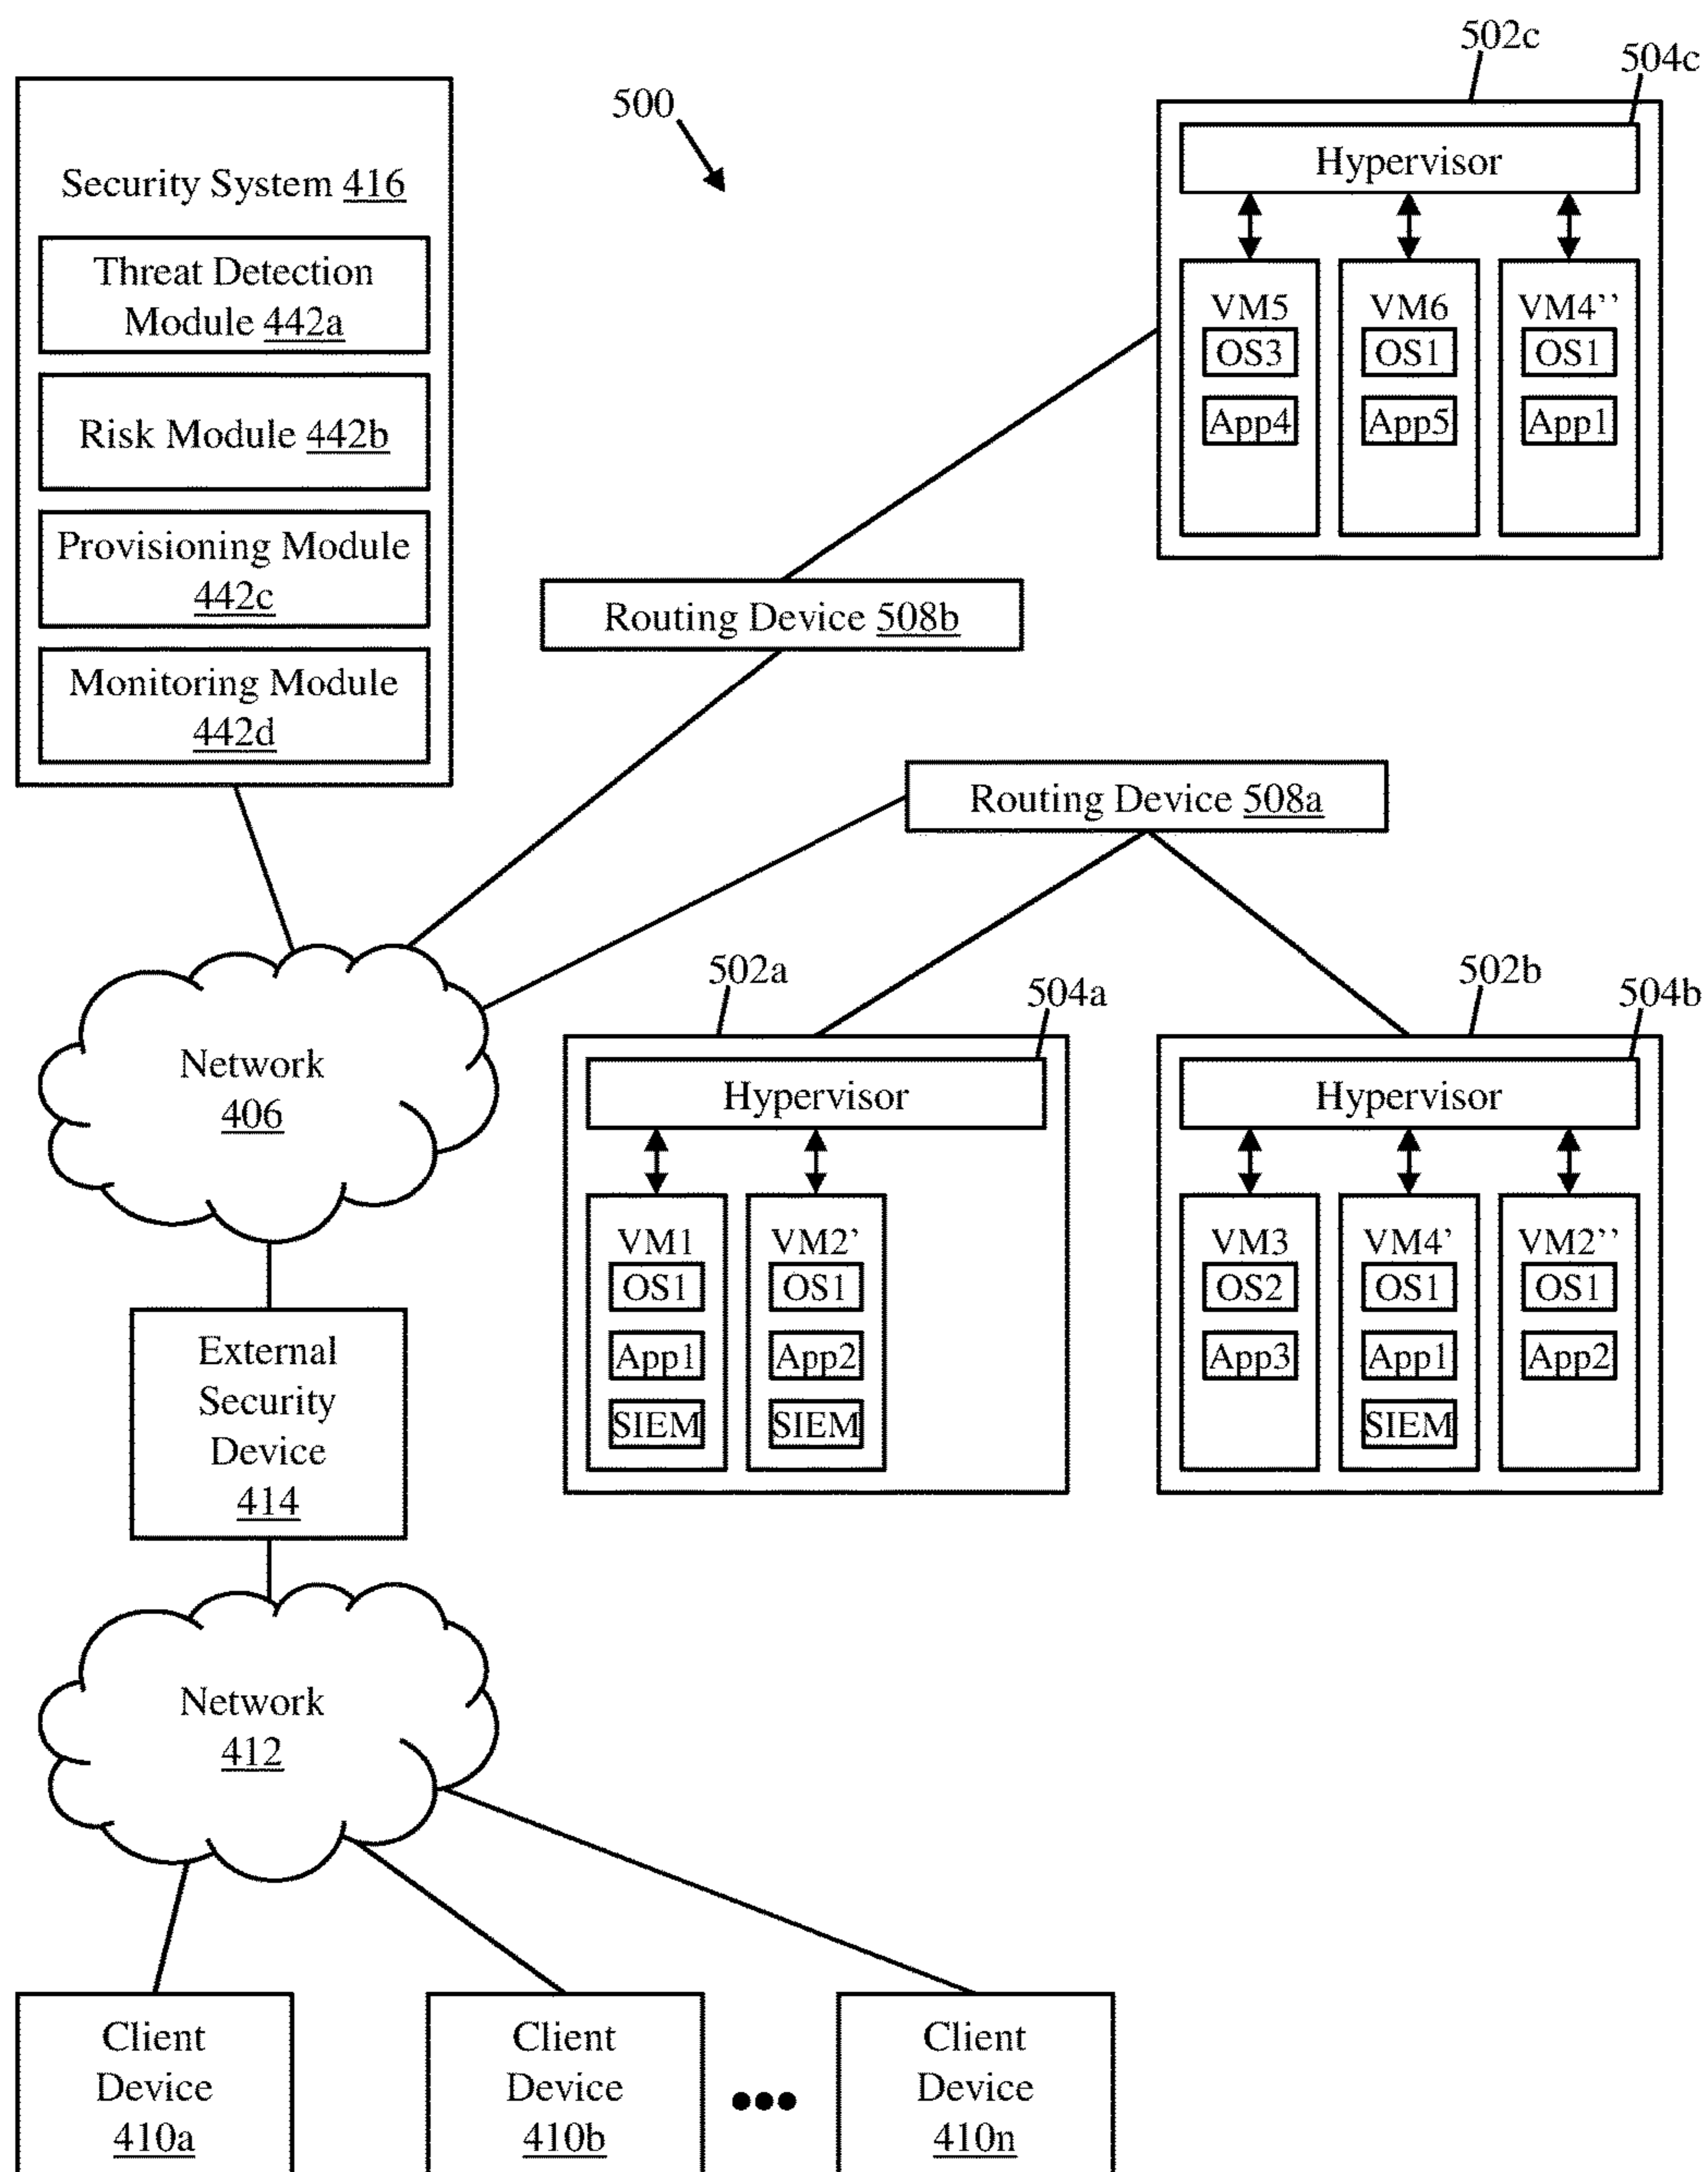 502c
504c
500
Hypervisor
Security System 416
Threat Detection
Module 442a
Risk Module 442b
Provisioning Module
442c
Monitoring Module
442d
VM5
OS3
App4
VM6
OS1
App5
VM4’’
OS1
App1
Routing Device 508b
Routing Device 508a
502a
504a
502b
504b
Network
406
Hypervisor
VM1
OS1
App1
SIEM
VM2'
OS1
App2
SIEM
Hypervisor
VM3
OS2
App3
VM4'
OS1
App1
SIEM
VM2’’
OS1
App2
External
Security
Device
414
Network
412
Client
Device
410a
Client
Device
410b
Client
Device
410n